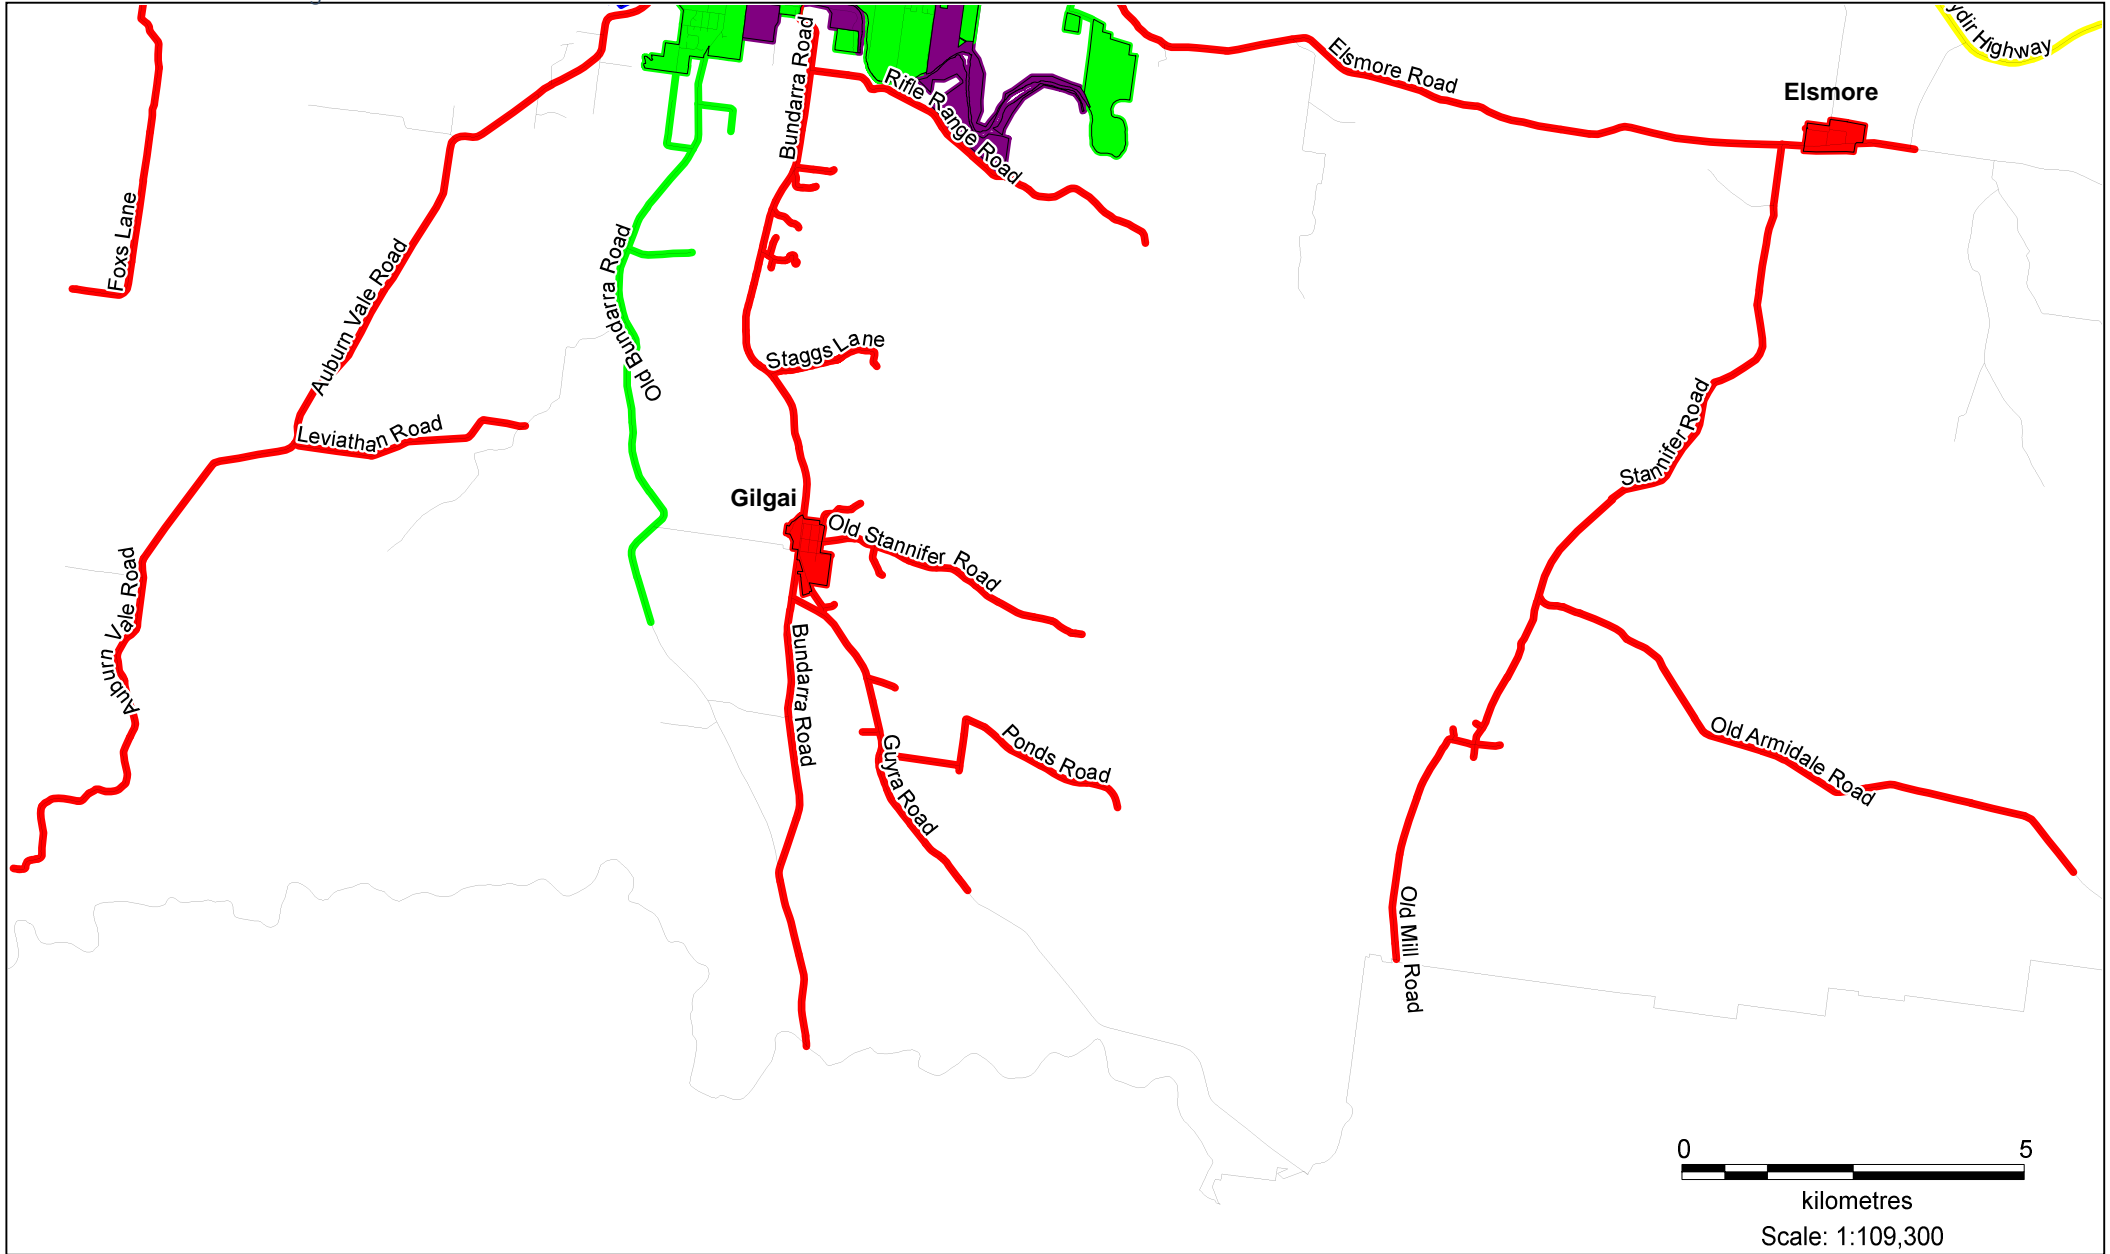 ydir Highway
Elsmore Road
Elsmore
Bundarra Road
Rifle Range Road
Foxs Lane
Auburn Vale Road
Old Bundarra Road
Staggs Lane
Leviathan Road
Stannifer Road
Gilgai
Old Stannifer Road
Auburn Vale Road
Bundarra Road
Guyra Road
Ponds Road
Old Armidale Road
Old Mill Road
0 5
kilometres
Scale: 1:109,300